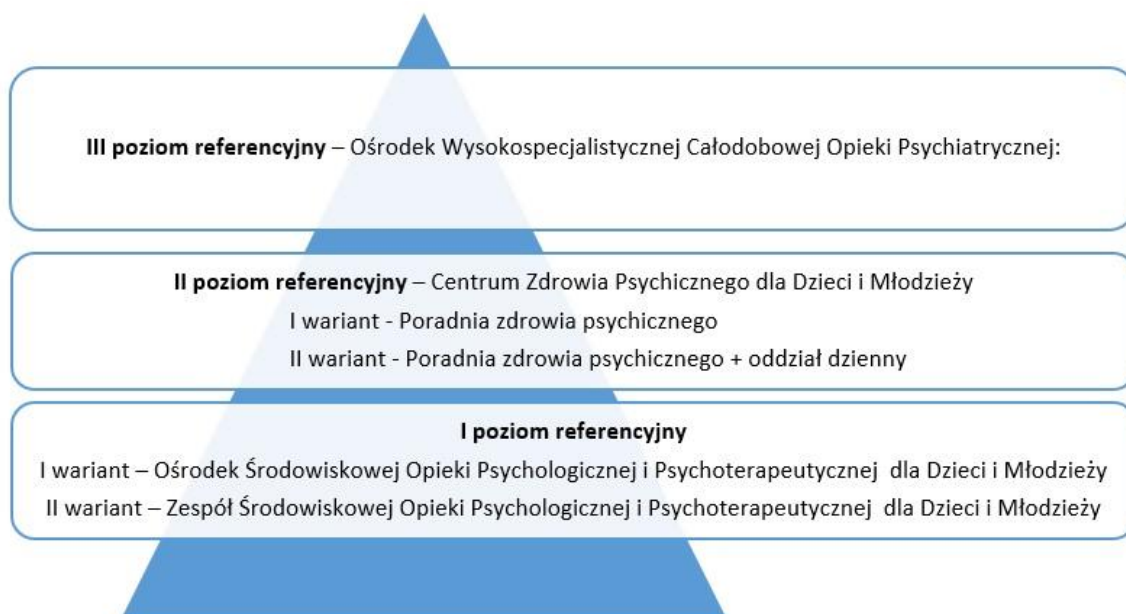 III poziom referencyjny – Ośrodek Wysokospecjalistycznej Całodobowej Opieki Psychiatrycznej:
II poziom referencyjny – Centrum Zdrowia Psychicznego dla Dzieci i Młodzieży
I wariant - Poradnia zdrowia psychicznego
II wariant - Poradnia zdrowia psychicznego + oddział dzienny
I poziom referencyjny
I wariant – Ośrodek Środowiskowej Opieki Psychologicznej i Psychoterapeutycznej dla Dzieci i Młodzieży
II wariant – Zespół Środowiskowej Opieki Psychologicznej i Psychoterapeutycznej dla Dzieci i Młodzieży